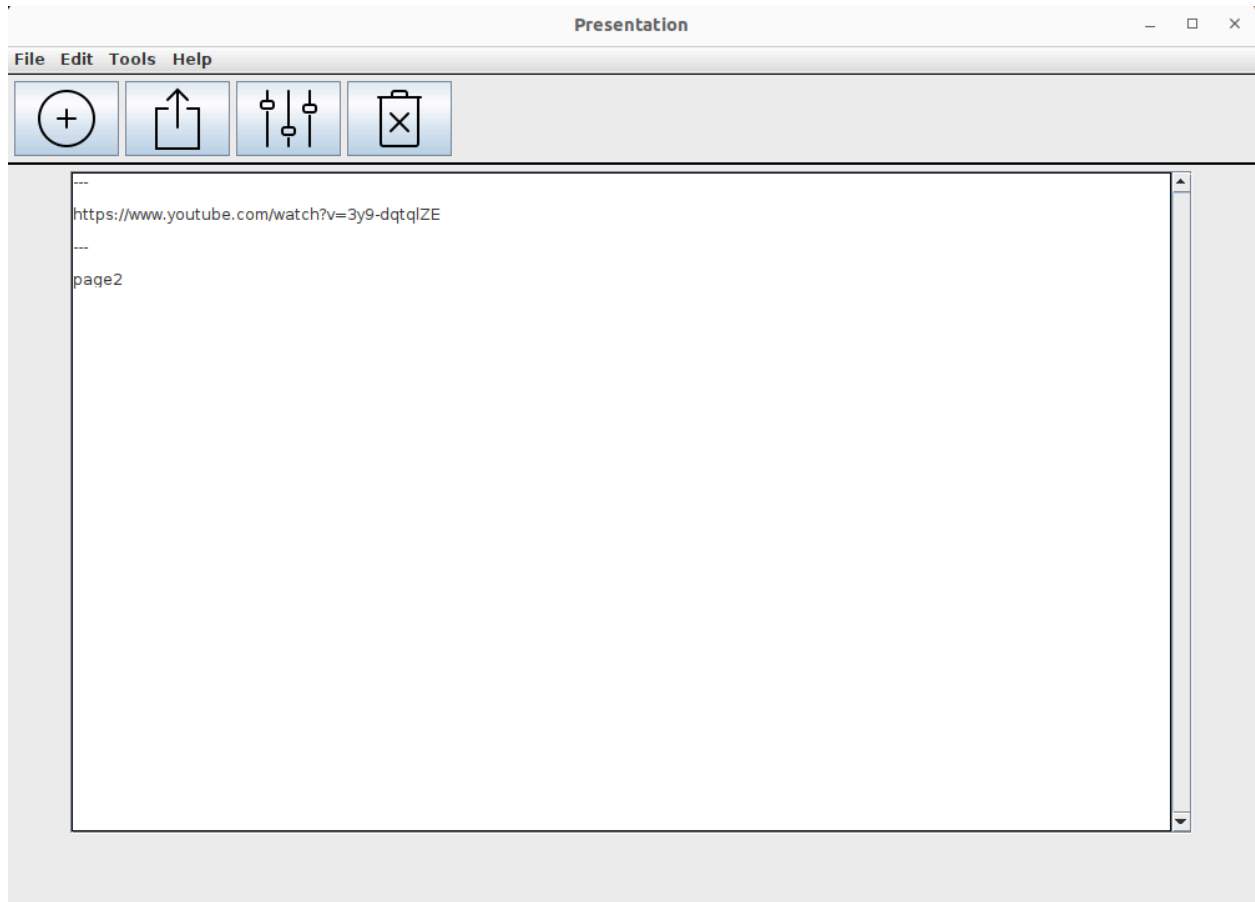 Presentation
File Edit Tools Help
---
https://www.youtube.com/watch?v=3y9-dqtqlZE
---
page2